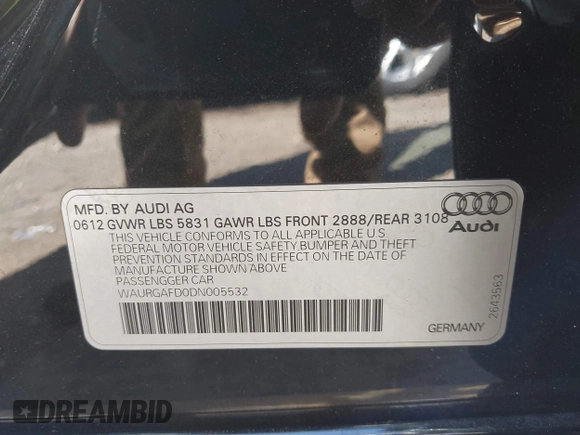 MFD. BY AUDI AG
0612 GVWR LBS 5831 GAWR LBS FRONT 2888/REAR 3108
THIS VEHICLE CONFORMS TO ALL APPLICABLE U.S.
FEDERAL MOTOR VEHICLE SAFETY,BUMPER AND THEFT
PREVENTION STANDARDS IN EFFECT ON THE DATE OF
MANUFACTURE SHOWN ABOVE
PASSENGGER CAR
WAURGAFD0DN005532
Audi
2643563
GERMANY
DREAMBID